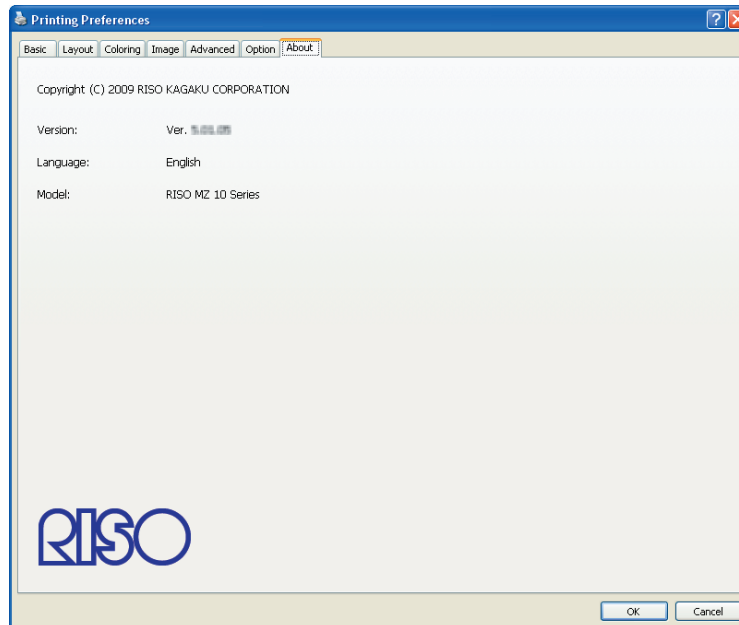 Printing Preferences
Basic Layout Coloring Image Advanced Option About
Copyright (C) 2009 RISO KAGAKU CORPORATION
Version: Ver.
Language: English
Model: RISO MZ 10 Series
RISO
OK Cancel